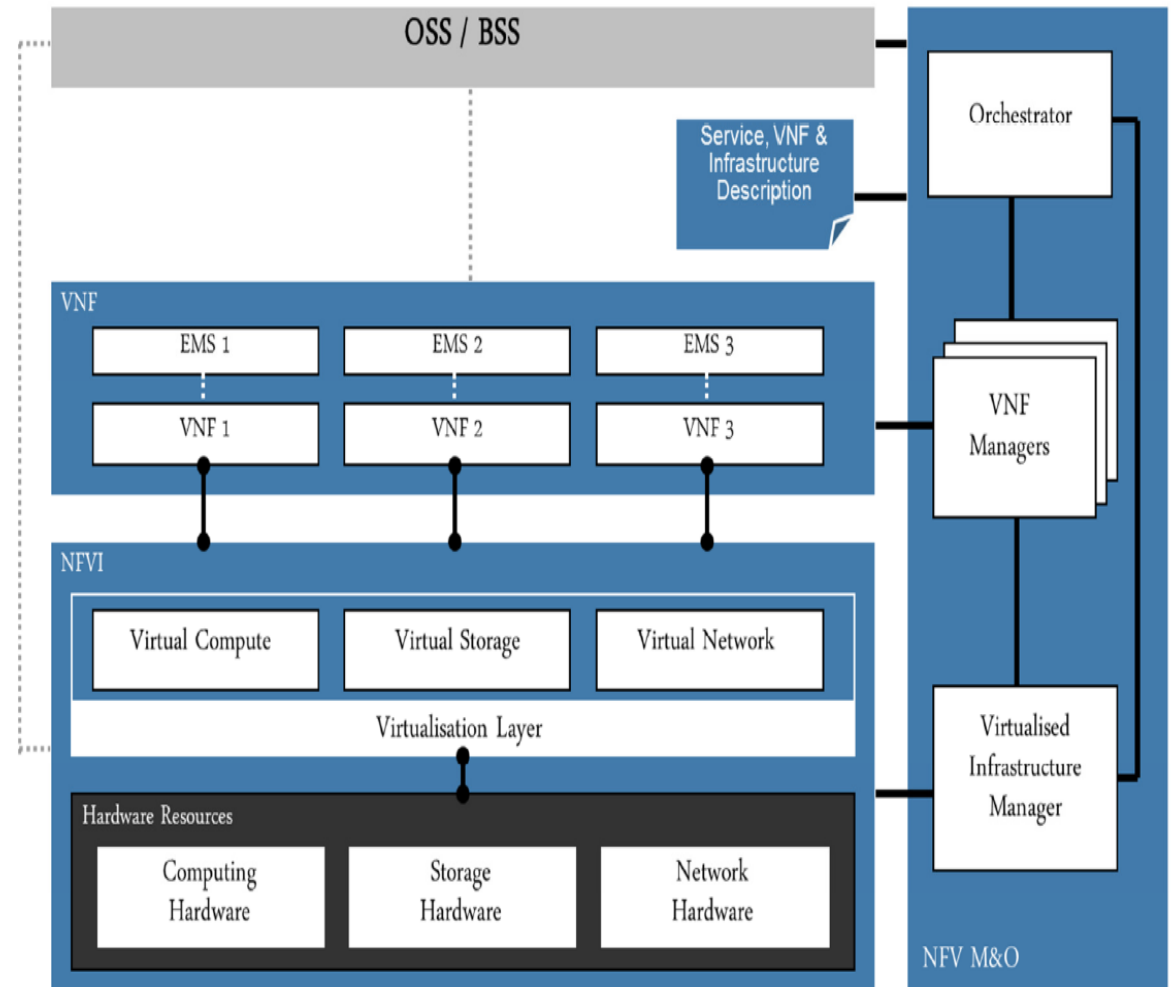 OSS / BSS
Orchestrator
Service, VNF &
Infrastructure
Description
VNF
EMS 1
EMS 2
EMS 3
VNF 1
VNF 2
VNF 3
VNF
Managers
NFVI
Virtual Compute
Virtual Storage
Virtual Network
Virtualisation Layer
Virtualised
Infrastructure
Manager
Hardware Resources
Computing
Hardware
Storage
Hardware
Network
Hardware
NFV M&O